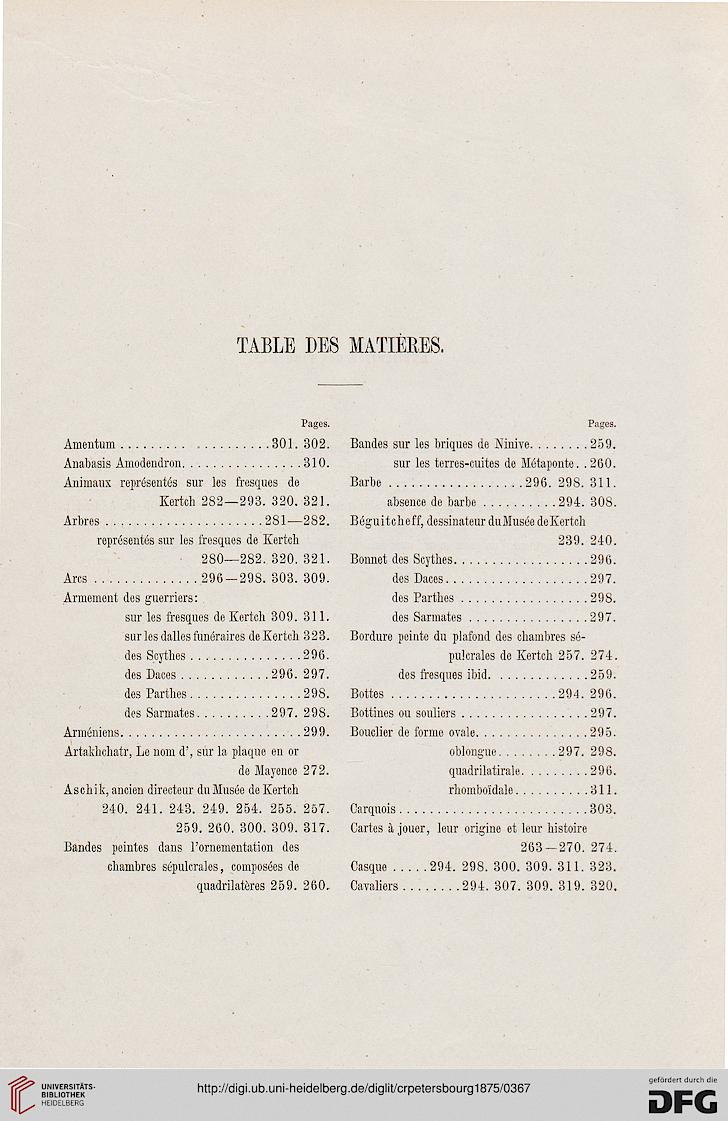 TABLE DES MATIÈRES.
Pages.
Amentum . . . . . . . . . . . . . . . . . . 301. 302.
Anabasis Amodendron. . . . . . . . . . . . . . . . 310.
Animaux représentés sur les fresques de
Kertch 282—293. 320. 321.
Arbres . . . . . . . . . . . . . . . . . . . . . 281—282.
représentés sur les fresques de Kertch
280—282. 320. 321.
Arcs . . . . . . . . . . . . . . 296—298. 303. 309.
Armement des guerriers:
sur les fresques de Kertch 309. 311.
sur les dalles funéraires de Kertch 323.
des Scythes . . . . . . . . . . . . . . . 296.
des Daces . . . . . . . . . . . . 296. 297.
des Parthes . . . . . . . . . . . . . . . 298.
des Sarmates. . . . . . . . . . 297. 298.
Arméniens. . . . . . . . . . . . . . . . . . . . . . . . 299.
Artakhchatr, Le nom d', sur la plaque en or
de Mayence 272.
Aschik, ancien directeur du Musée de Kertch
240. 241. 243. 249. 254. 255. 257.
259. 260. 300. 309. 317.
Bandes peintes dans l'ornementation des
chambres sépulcrales, composées de
quadrilatères 259. 260.
Pages.
Bandes sur les briques de Ninive. . . . . . . . 259.
sur les terres-cuites de Métaponte. . 260.
Barbe . . . . . . . . . . . . . . . . . . 296. 298. 311.
absence de barbe . . . . . . . . . . 294. 308.
Béguitcheff, dessinateur du Musée de Kertch
239. 240.
Bonnet des Scythes. . . . . . . . . . . . . . . . . . 296.
des Daces. . . . . . . . . . . . . . . . . . . 297.
des Parthes . . . . . . . . . . . . . . . . . 298.
des Sarmates . . . . . . . . . . . . . . . . 297.
Bordure peinte du plafond des chambres sé-
pulcrales de Kertch 257. 274.
des fresques ibid. . . . . . . . . . . . . 259.
Bottes . . . . . . . . . . . . . . . . . . . . . . 294. 296.
Bottines ou souliers . . . . . . . . . . . . . . . . . 297.
Bouclier de forme ovale. . . . . . . . . . . . . . . 295.
oblongue. . . . . . . . 297. 298.
quadrilatirale. . . . . . . . . 296.
rhomboïdale. . . . . . . . . . 311.
Carquois. . . . . . . . . . . . . . . . . . . . . . . . . 303.
Cartes à jouer, leur origine et leur histoire
263—270. 274.
Casque . . . . . 294. 298. 300. 309. 311. 323.
Cavaliers . . . . . . . . 294. 307. 309. 319. 320.
UNIVERSITÄTS-
BIBLIOTHEK
HEIDELBERG
http://digi.ub.uni-heidelberg.de/diglit/crpetersbourg1875/0367
gefördert durch die
DFG